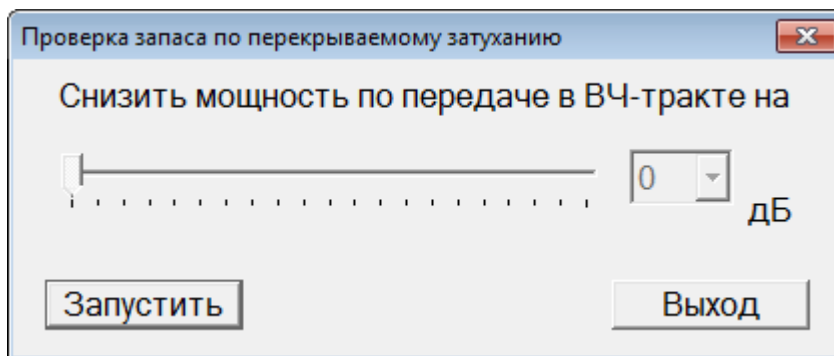 Проверка запаса по перекрываемому затуханию
Снизить мощность по передаче в ВЧ-тракте на
0
дБ
Запустить
Выход